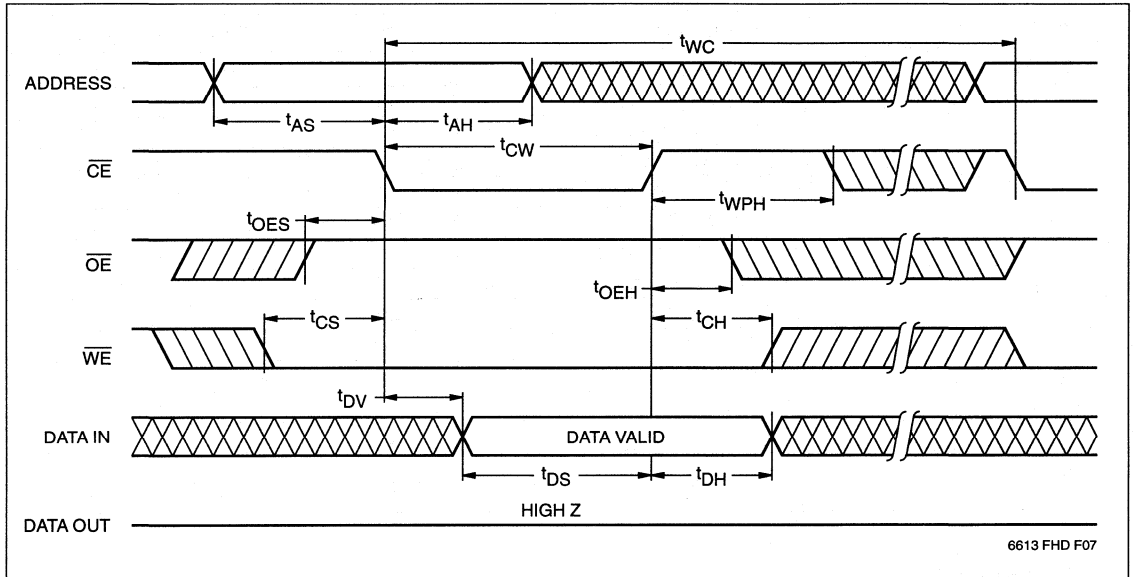 tWC
ADDRESS
tAS
tAH
tCW
CE
tWPH
tOES
OE
tOEH
tCS
tCH
WE
tDV
DATA IN
DATA VALID
tDS
tDH
HIGH Z
DATA OUT
6613 FHD F07